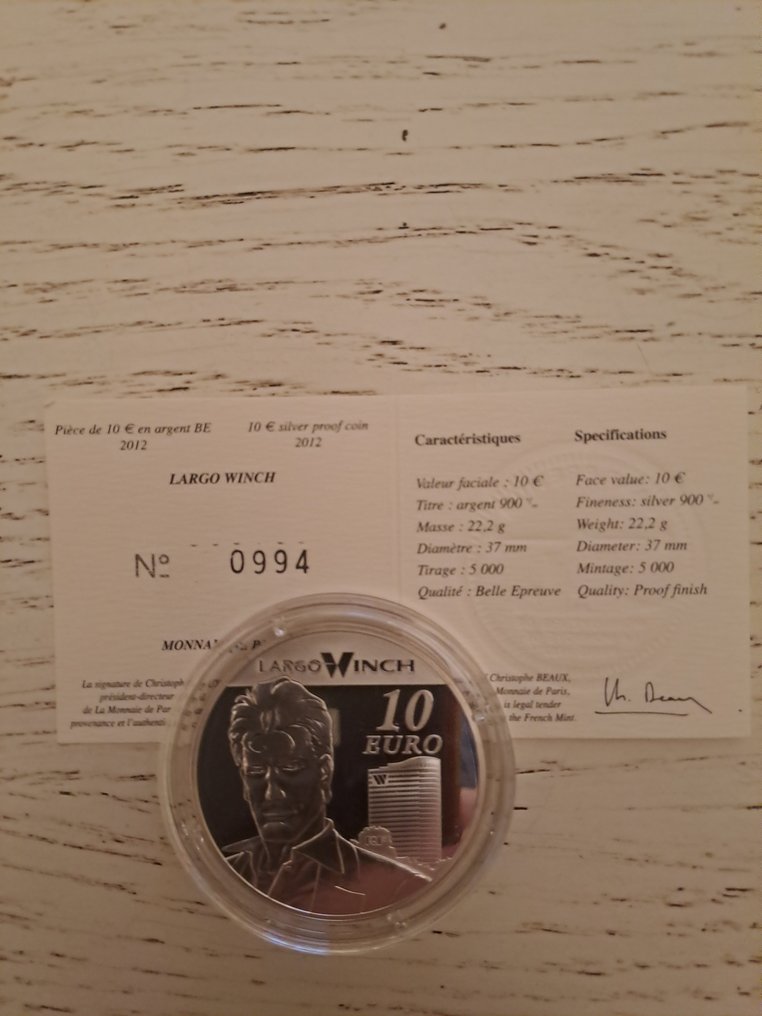 Pièce de 10 € en argent BE
2012
10 € silver proof coin
2012
LARGO WINCH
Nº 0994
MONNA
La signature de Christoph
président-directeur
de La Monnaie de Par
provenance et l'authenti
Caractéristiques
Valeur faciale : 10 €
Titre : argent 900 ‰
Masse : 22,2 g
Diamètre : 37 mm
Tirage : 5 000
Qualité : Belle Epreuve
Specifications
Face value: 10 €
Fineness: silver 900 ‰
Weight: 22,2 g
Diameter: 37 mm
Mintage: 5 000
Quality: Proof finish
Christophe BEAUX,
Monnaie de Paris,
is legal tender
the French Mint.
Ch. Beaux
LARGO WINCH
10
EURO
W